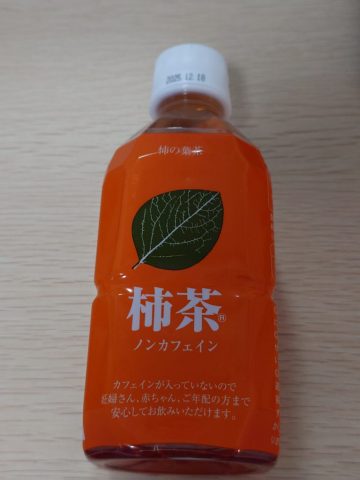 2025.12.18
柿の葉茶
柿茶®
ノンカフェイン
カフェインが入っていないので
妊婦さん、赤ちゃん、ご年配の方まで
安心してお飲みいただけます。